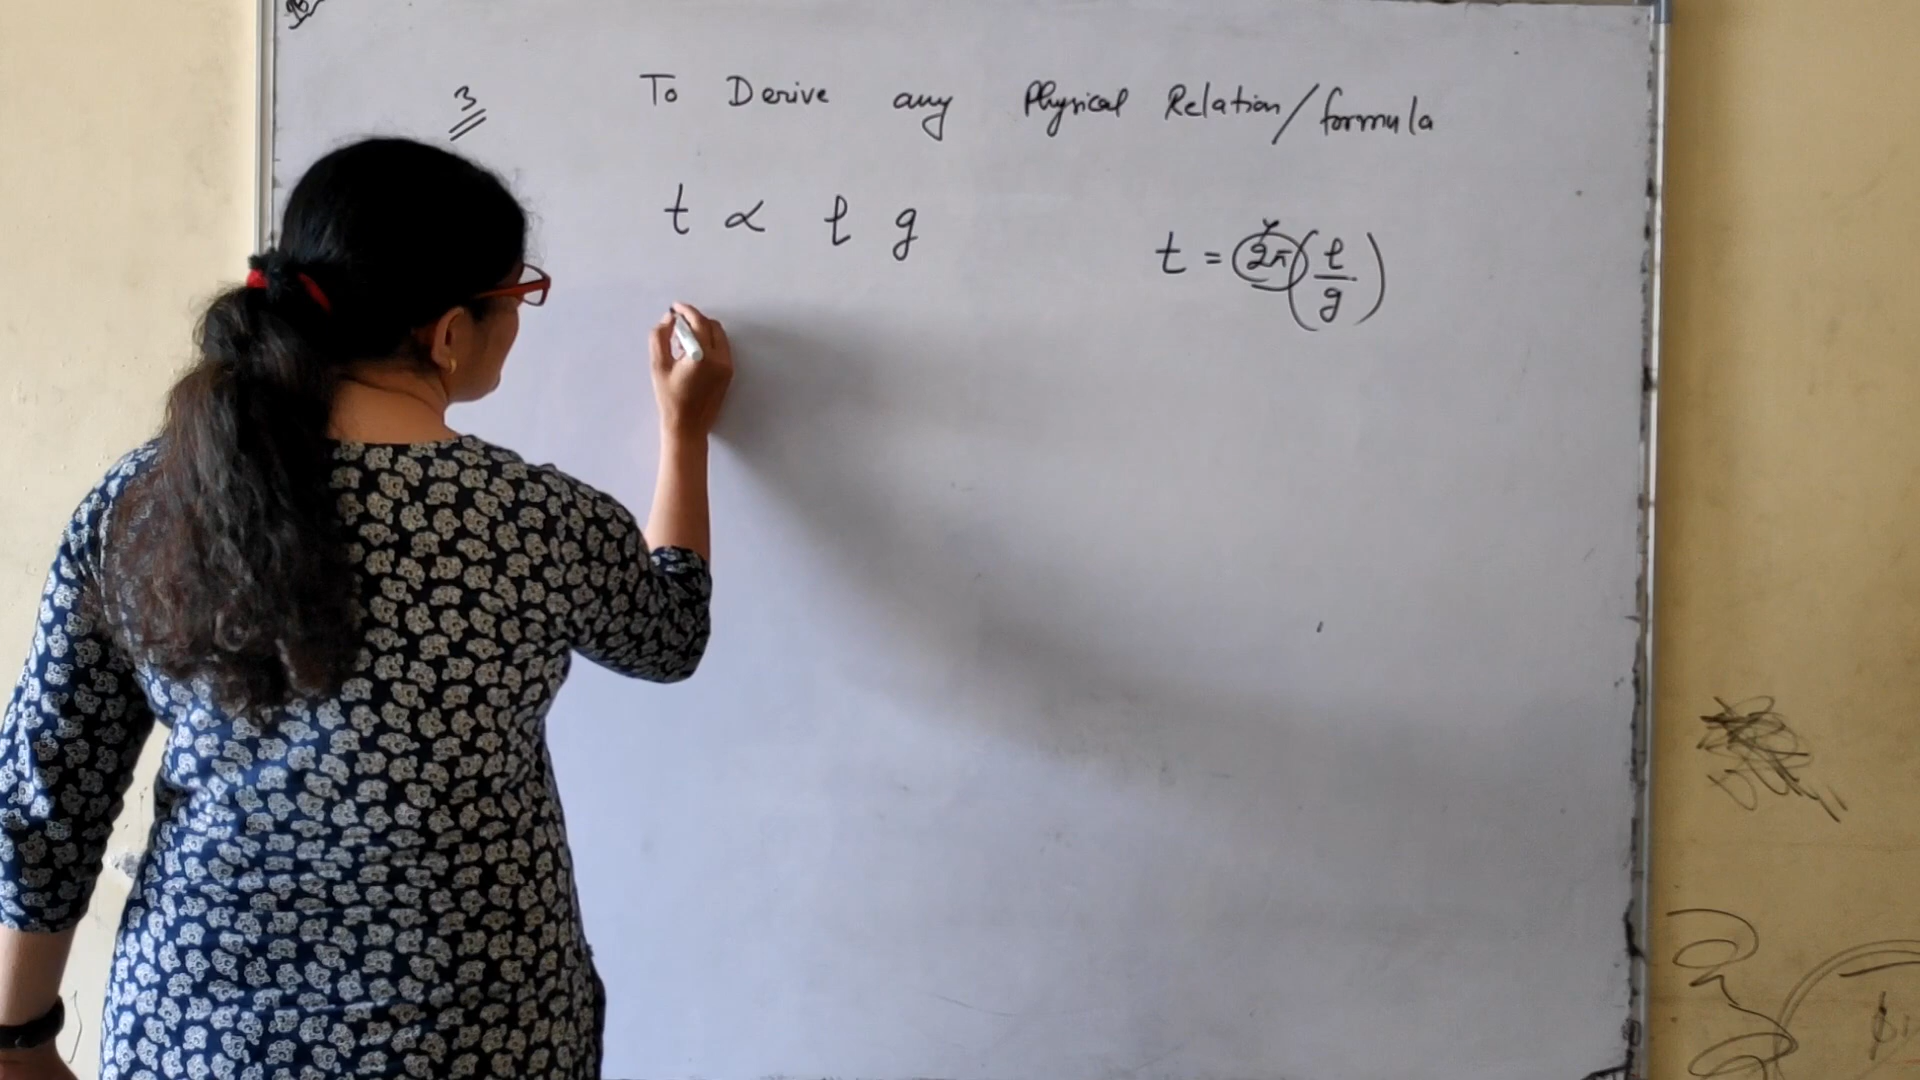 3 To Derive any Physical Relation/formula
t ∝ l g
t = 2π(l/g)